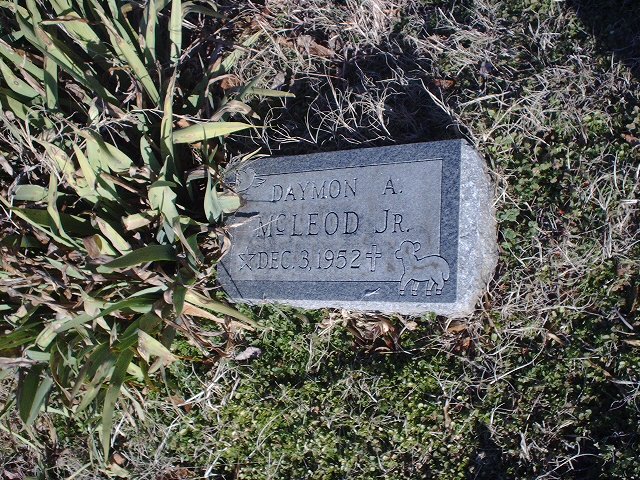 DAYMON A.
McLEOD JR.
☆DEC. 3, 1952✝